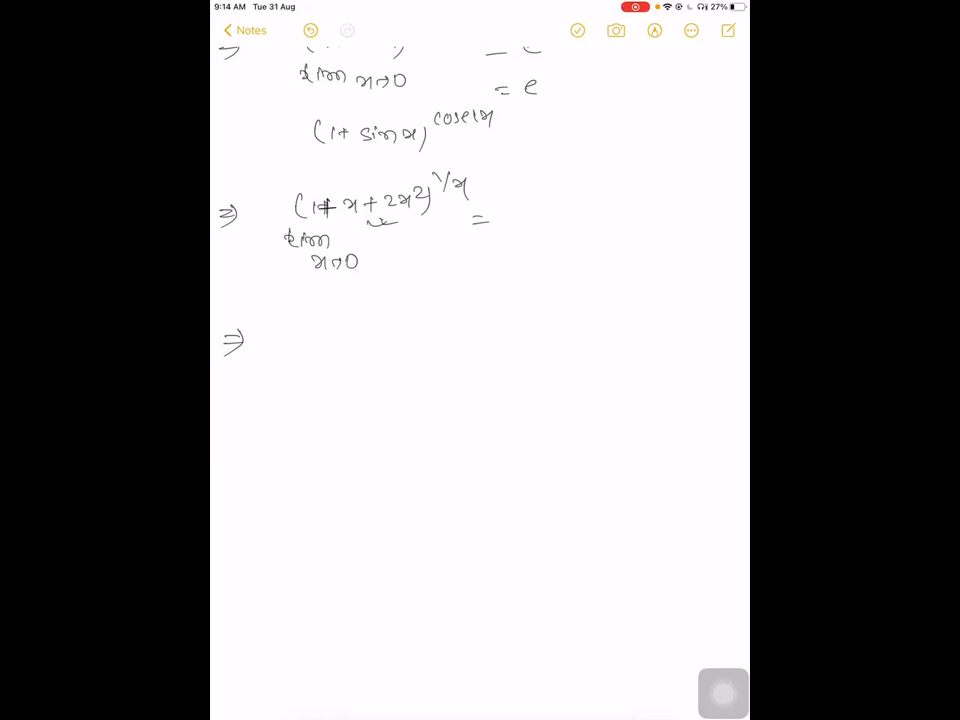 9:14 AM Tue 31 Aug
27%
Notes
⇒
lim x→0
= e
(1 + sin x)^cosec x
⇒ (1 + x + 2x²)^1/x =
lim
x→0
⇒